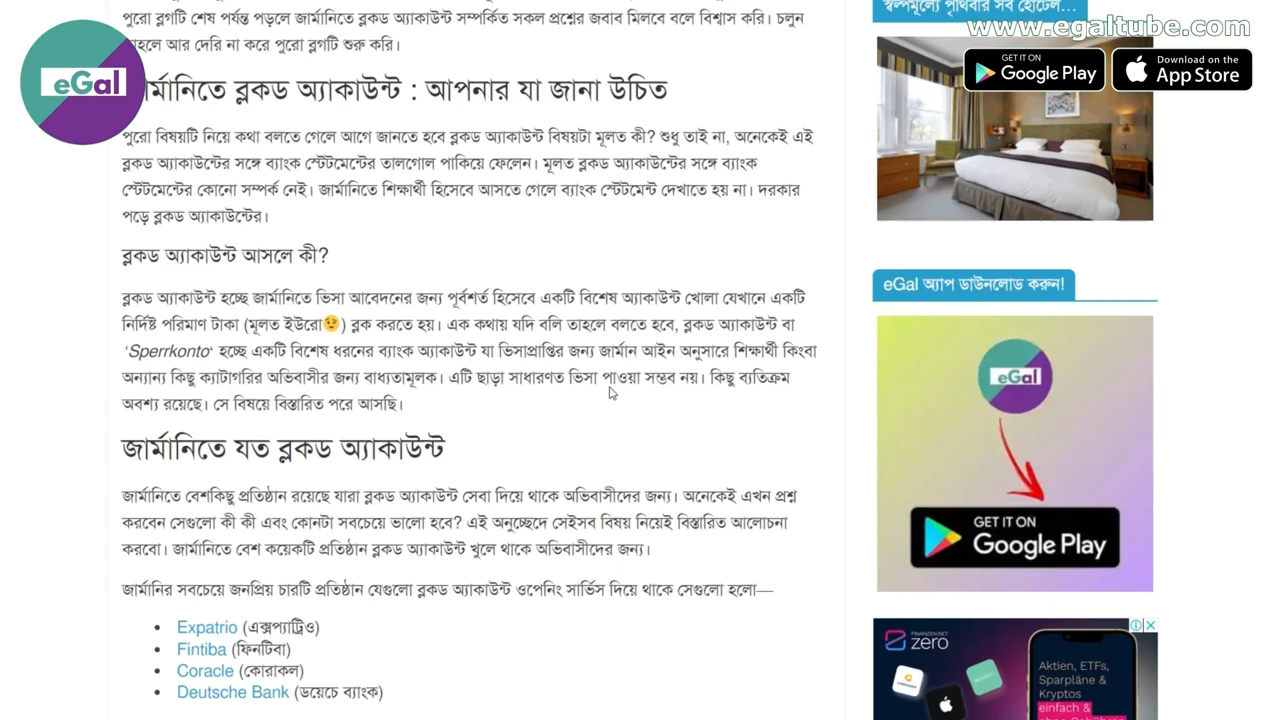 পুরো ব্লগটি শেষ পর্যন্ত পড়লে জার্মানিতে ব্লকড অ্যাকাউন্ট সম্পর্কিত সকল প্রশ্নের জবাব মিলবে বলে বিশ্বাস করি। চলুন
তাহলে আর দেরি না করে পুরো ব্লগটি শুরু করি।
eGal
জার্মানিতে ব্লকড অ্যাকাউন্ট : আপনার যা জানা উচিত
পুরো বিষয়টি নিয়ে কথা বলতে গেলে আগে জানতে হবে ব্লকড অ্যাকাউন্ট বিষয়টা মূলত কী? শুধু তাই না, অনেকেই এই
ব্লকড অ্যাকাউন্টের সঙ্গে ব্যাংক স্টেটমেন্টের তালগোল পাকিয়ে ফেলেন। মূলত ব্লকড অ্যাকাউন্টের সঙ্গে ব্যাংক
স্টেটমেন্টের কোনো সম্পর্ক নেই। জার্মানিতে শিক্ষার্থী হিসেবে আসতে গেলে ব্যাংক স্টেটমেন্ট দেখাতে হয় না। দরকার
পড়ে ব্লকড অ্যাকাউন্টের।
ব্লকড অ্যাকাউন্ট আসলে কী?
ব্লকড অ্যাকাউন্ট হচ্ছে জার্মানিতে ভিসা আবেদনের জন্য পূর্বশর্ত হিসেবে একটি বিশেষ অ্যাকাউন্ট খোলা যেখানে একটি
নির্দিষ্ট পরিমাণ টাকা (মূলত ইউরো😉) ব্লক করতে হয়। এক কথায় যদি বলি তাহলে বলতে হবে, ব্লকড অ্যাকাউন্ট বা
‘Sperrkonto‘ হচ্ছে একটি বিশেষ ধরনের ব্যাংক অ্যাকাউন্ট যা ভিসাপ্রাপ্তির জন্য জার্মান আইন অনুসারে শিক্ষার্থী কিংবা
অন্যান্য কিছু ক্যাটাগরির অভিবাসীর জন্য বাধ্যতামূলক। এটি ছাড়া সাধারণত ভিসা পাওয়া সম্ভব নয়। কিছু ব্যতিক্রম
অবশ্য রয়েছে। সে বিষয়ে বিস্তারিত পরে আসছি।
জার্মানিতে যত ব্লকড অ্যাকাউন্ট
জার্মানিতে বেশকিছু প্রতিষ্ঠান রয়েছে যারা ব্লকড অ্যাকাউন্ট সেবা দিয়ে থাকে অভিবাসীদের জন্য। অনেকেই এখন প্রশ্ন
করবেন সেগুলো কী কী এবং কোনটা সবচেয়ে ভালো হবে? এই অনুচ্ছেদে সেইসব বিষয় নিয়েই বিস্তারিত আলোচনা
করবো। জার্মানিতে বেশ কয়েকটি প্রতিষ্ঠান ব্লকড অ্যাকাউন্ট খুলে থাকে অভিবাসীদের জন্য।
জার্মানির সবচেয়ে জনপ্রিয় চারটি প্রতিষ্ঠান যেগুলো ব্লকড অ্যাকাউন্ট ওপেনিং সার্ভিস দিয়ে থাকে সেগুলো হলো—
• Expatrio (এক্সপ্যাট্রিও)
• Fintiba (ফিনটিবা)
• Coracle (কোরাকল)
• Deutsche Bank (ডয়েচে ব্যাংক)
স্বল্পমূল্যে পৃথিবীর সব হোটেল...
www.egaltube.com
GET IT ON
Google Play
Download on the
App Store
eGal অ্যাপ ডাউনলোড করুন!
eGal
GET IT ON
Google Play
FINANZEN.NET
zero
Aktien, ETFs,
Sparpläne &
Kryptos
einfach &